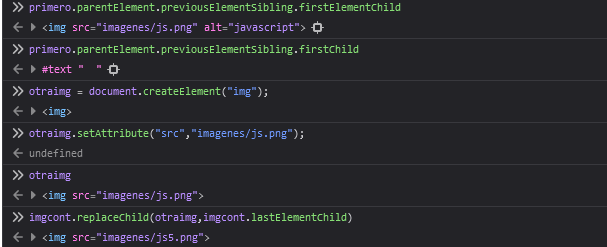 primero.parentElement.previousElementSibling.firstElementChild
<img src="imagenes/js.png" alt="javascript">
primero.parentElement.previousElementSibling.firstChild
#text "  "
otraimg = document.createElement("img");
<img>
otraimg.setAttribute("src","imagenes/js.png");
undefined
otraimg
<img src="imagenes/js.png">
imgcont.replaceChild(otraimg,imgcont.lastElementChild)
<img src="imagenes/js5.png">